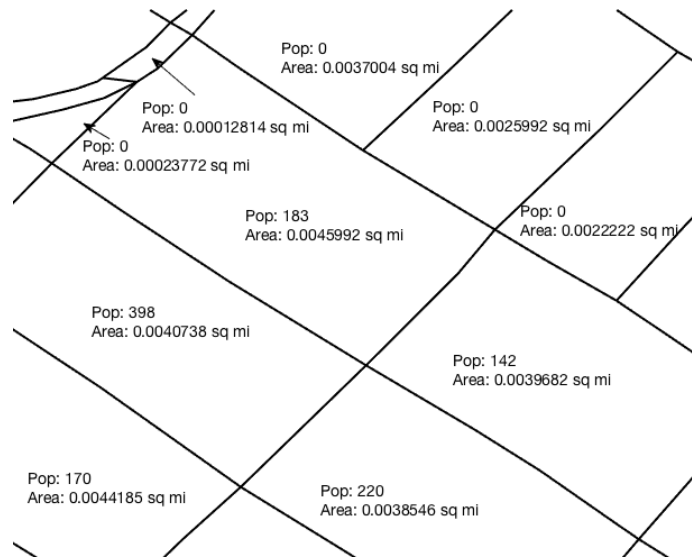 Pop: 0
Area: 0.0037004 sq mi
Pop: 0
Area: 0.00012814 sq mi
Pop: 0
Area: 0.0025992 sq mi
Pop: 0
Area: 0.00023772 sq mi
Pop: 183
Area: 0.0045992 sq mi
Pop: 0
Area: 0.0022222 sq mi
Pop: 398
Area: 0.0040738 sq mi
Pop: 142
Area: 0.0039682 sq mi
Pop: 170
Area: 0.0044185 sq mi
Pop: 220
Area: 0.0038546 sq mi